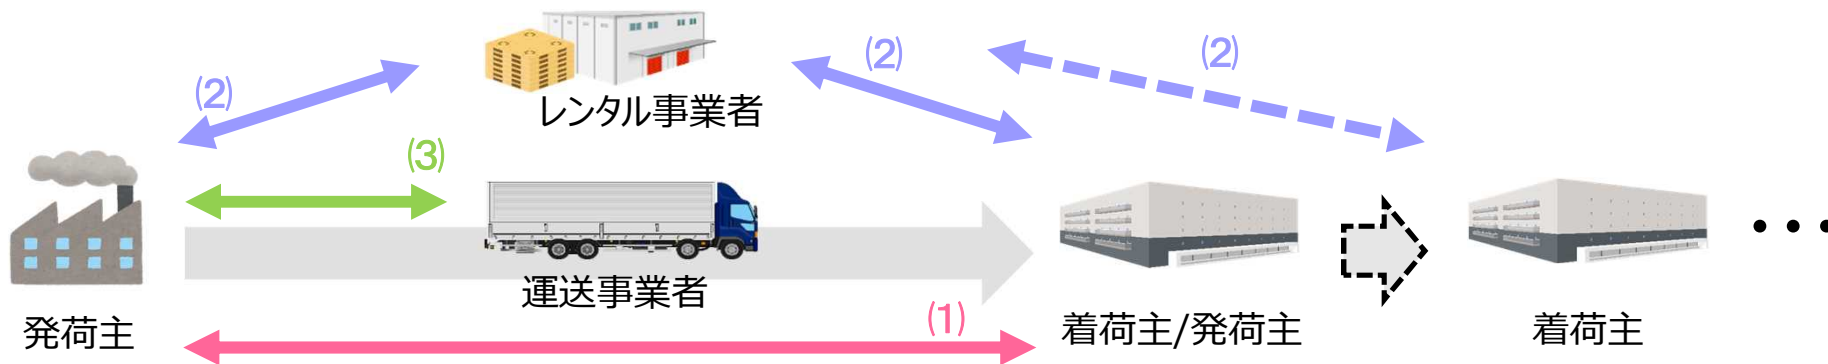 (2)
(2)
(2)
レンタル事業者
(3)
運送事業者
(1)
発荷主
着荷主/発荷主
着荷主
・・・